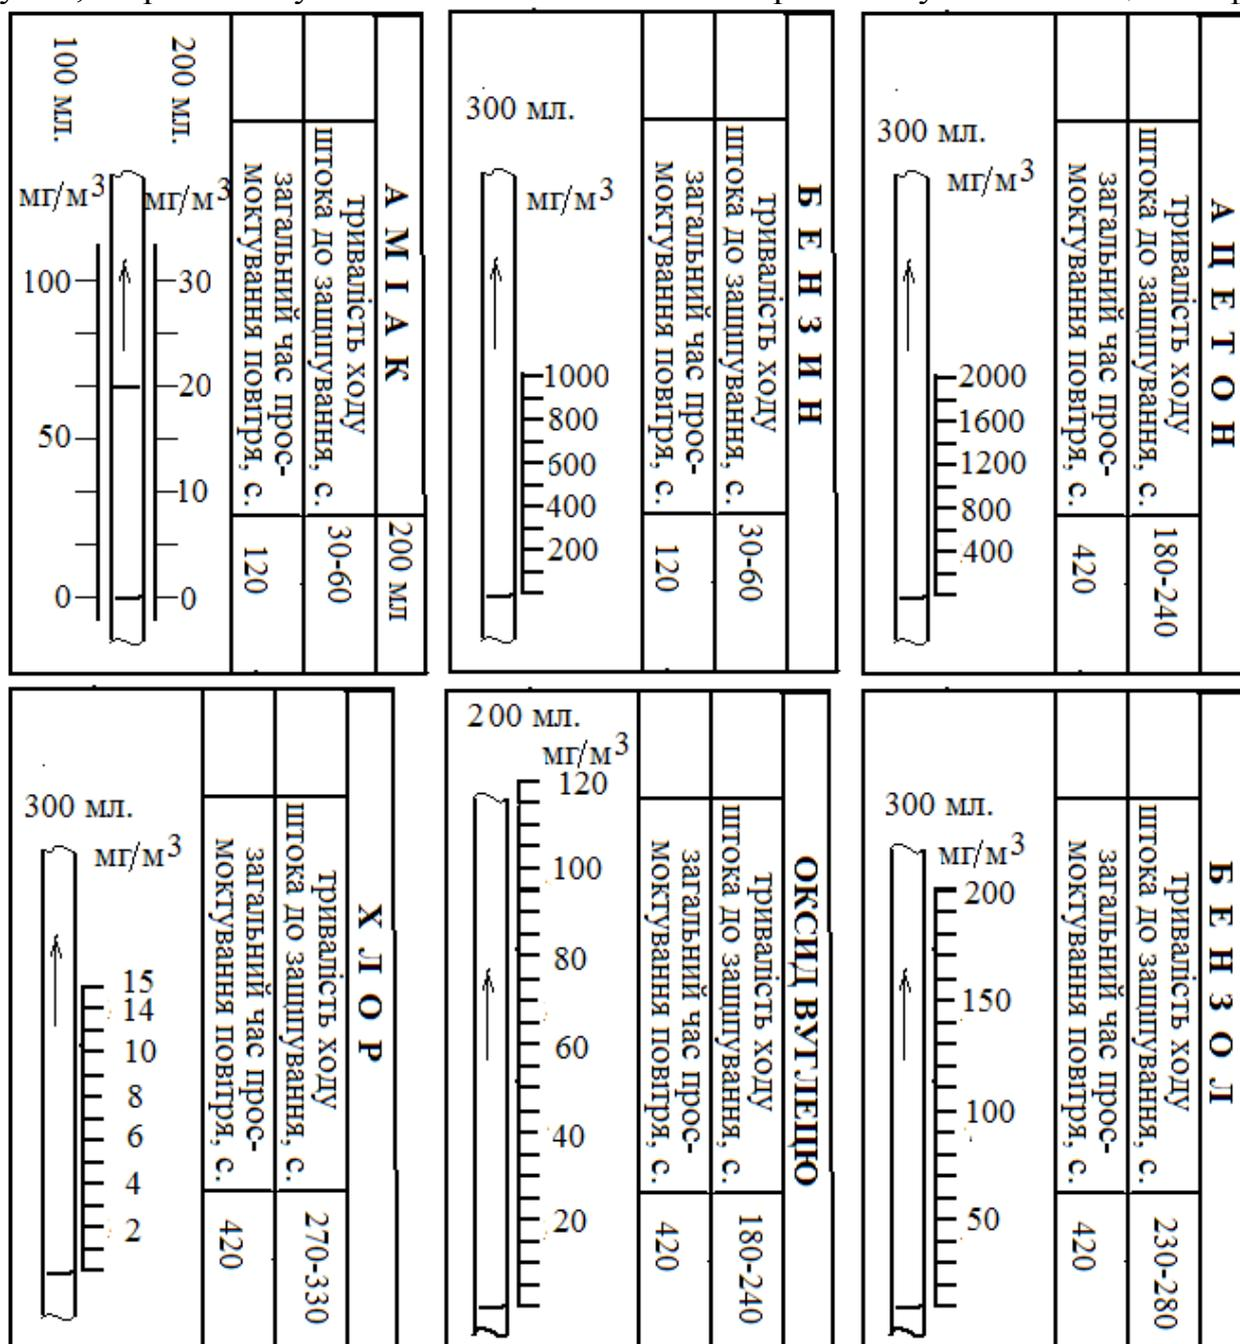 100 мл.
200 мл.
мг/м3
мг/м3
100
50
0
30
20
10
0
А М І А К
тривалість ходу
штока до защпування, с.
загальний час прос-
моктування повітря, с.
200 мл
30-60
120
300 мл.
мг/м3
1000
800
600
400
200
Б Е Н З И Н
тривалість ходу
штока до защпування, с.
загальний час прос-
моктування повітря, с.
30-60
120
300 мл.
мг/м3
2000
1600
1200
800
400
А Ц Е Т О Н
тривалість ходу
штока до защпування, с.
загальний час прос-
моктування повітря, с.
180-240
420
300 мл.
мг/м3
15
14
10
8
6
4
2
Х Л О Р
тривалість ходу
штока до защпування, с.
загальний час прос-
моктування повітря, с.
270-330
420
200 мл.
мг/м3
120
100
80
60
40
20
ОКСИД ВУГЛЕЦЮ
тривалість ходу
штока до защпування, с.
загальний час прос-
моктування повітря, с.
180-240
420
300 мл.
мг/м3
200
150
100
50
Б Е Н З О Л
тривалість ходу
штока до защпування, с.
загальний час прос-
моктування повітря, с.
230-280
420